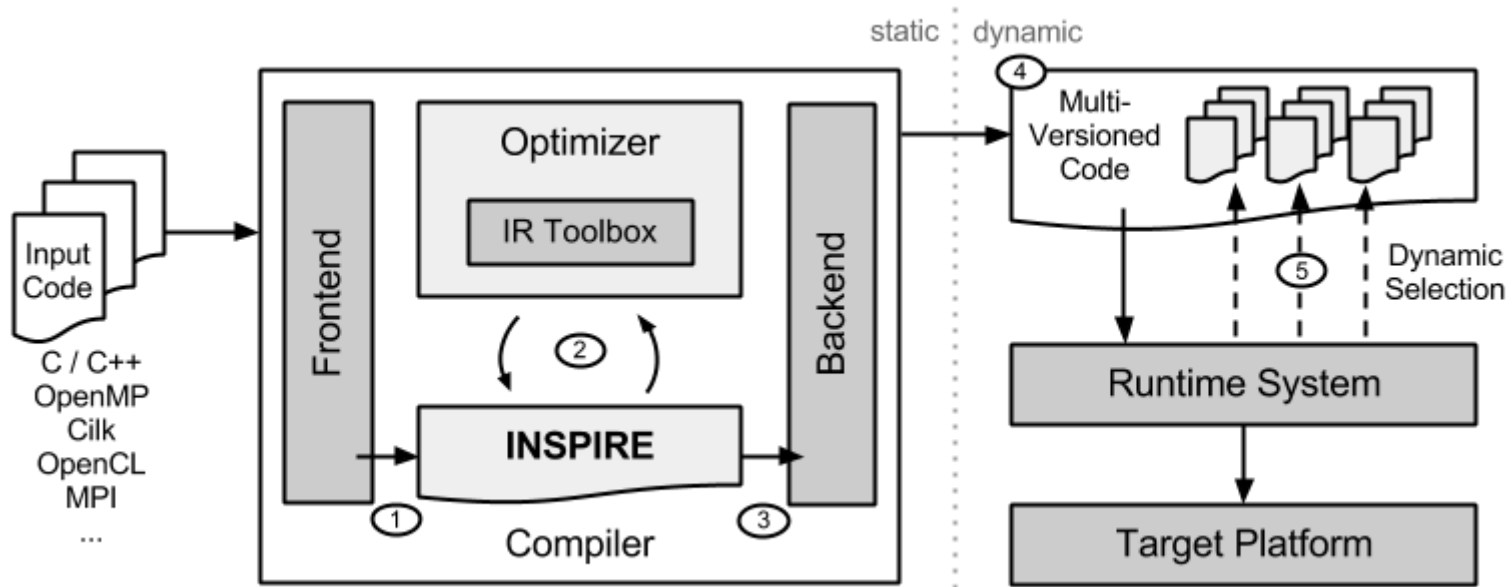 static
dynamic
4
Multi-
Versioned
Code
Optimizer
IR Toolbox
Input
Code
Frontend
Backend
2
5
Dynamic
Selection
C / C++
OpenMP
Cilk
OpenCL
MPI
...
INSPIRE
1
3
Compiler
Runtime System
Target Platform